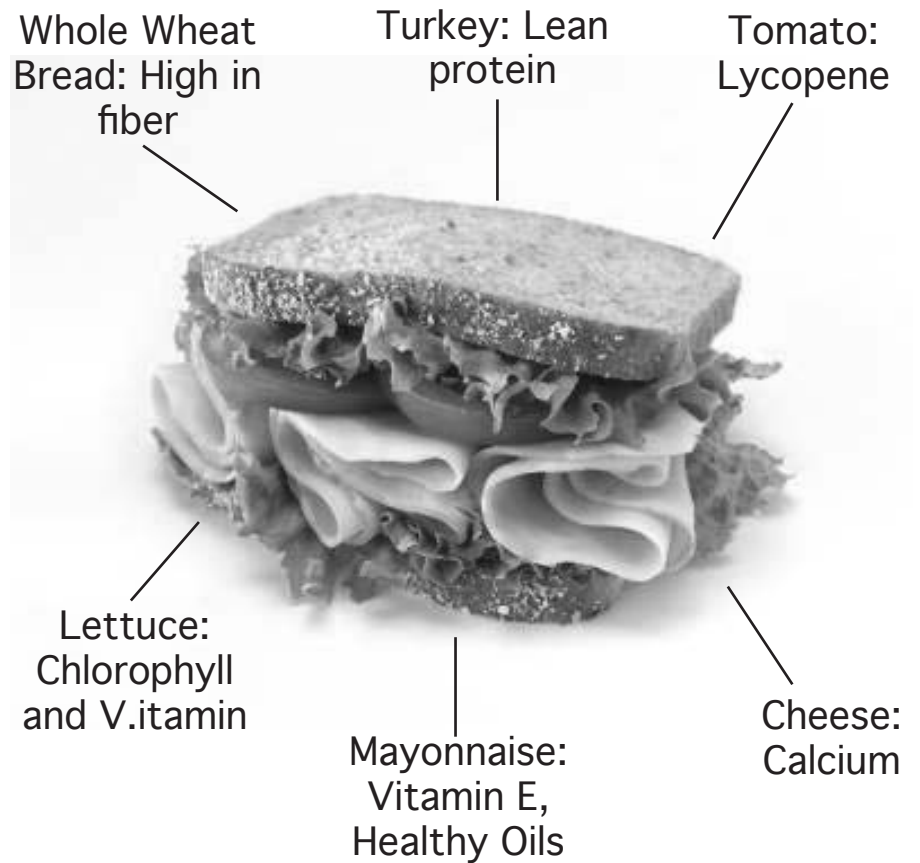 Whole Wheat
Bread: High in
fiber
Turkey: Lean
protein
Tomato:
Lycopene
Lettuce:
Chlorophyll
and V.itamin
Mayonnaise:
Vitamin E,
Healthy Oils
Cheese:
Calcium